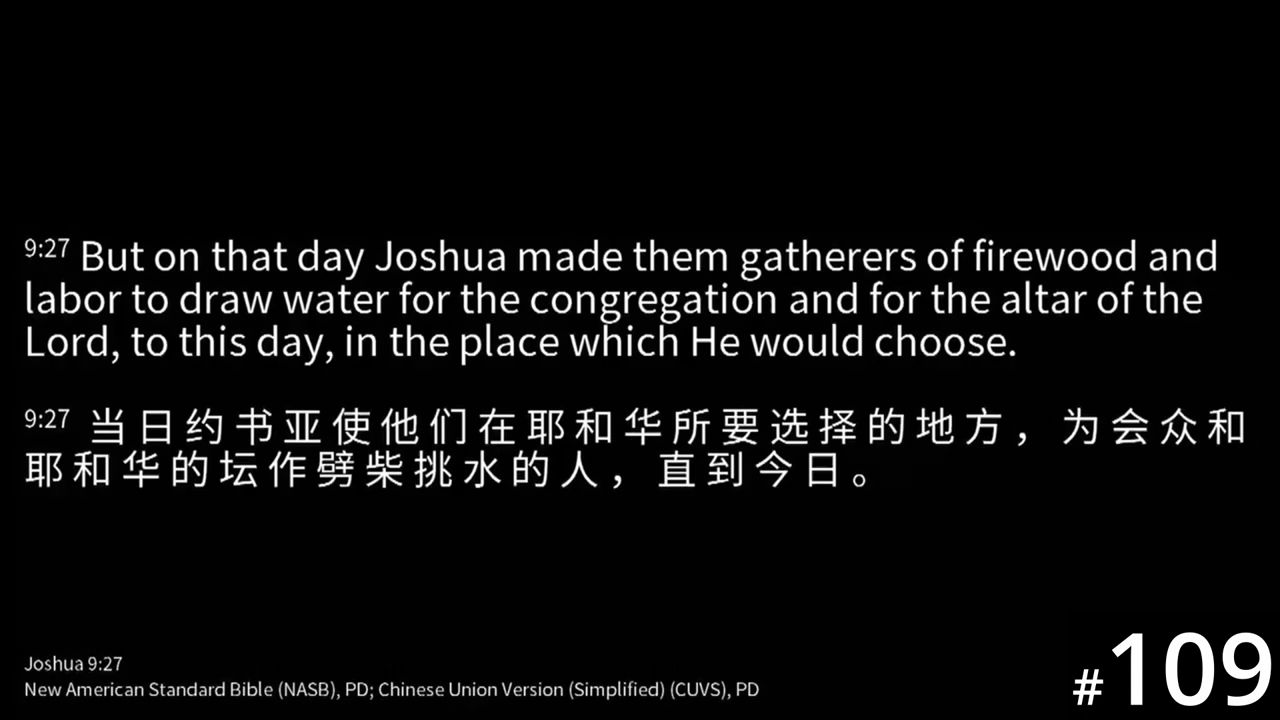 9:27 But on that day Joshua made them gatherers of firewood and
labor to draw water for the congregation and for the altar of the
Lord, to this day, in the place which He would choose.
9:27 当日约书亚使他们在耶和华所要选择的地方，为会众和
耶和华的坛作劈柴挑水的人，直到今日。
Joshua 9:27
New American Standard Bible (NASB), PD; Chinese Union Version (Simplified) (CUVS), PD
#109